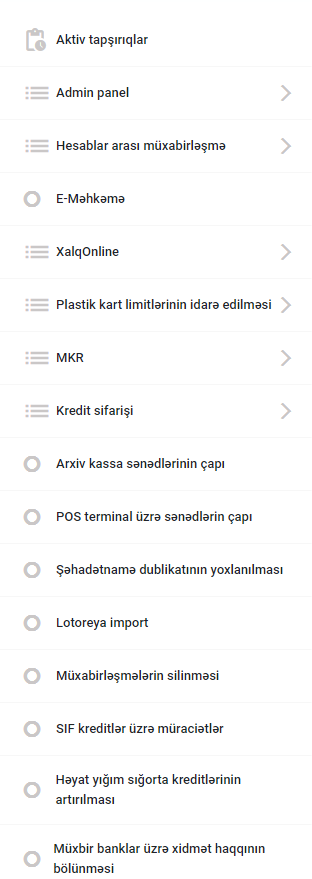 Aktiv tapşırıqlar
Admin panel
Hesablar arası müxabirləşmə
E-Məhkəmə
XalqOnline
Plastik kart limitlərinin idarə edilməsi
MKR
Kredit sifarişi
Arxiv kassa sənədlərinin çapı
POS terminal üzrə sənədlərin çapı
Şəhadətnamə dublikatının yoxlanılması
Lotoreya import
Müxabirləşmələrin silinməsi
SIF kreditlər üzrə müraciətlər
Həyat yığım sığorta kreditlərinin
artırılması
Müxbir banklar üzrə xidmət haqqının
bölünməsi